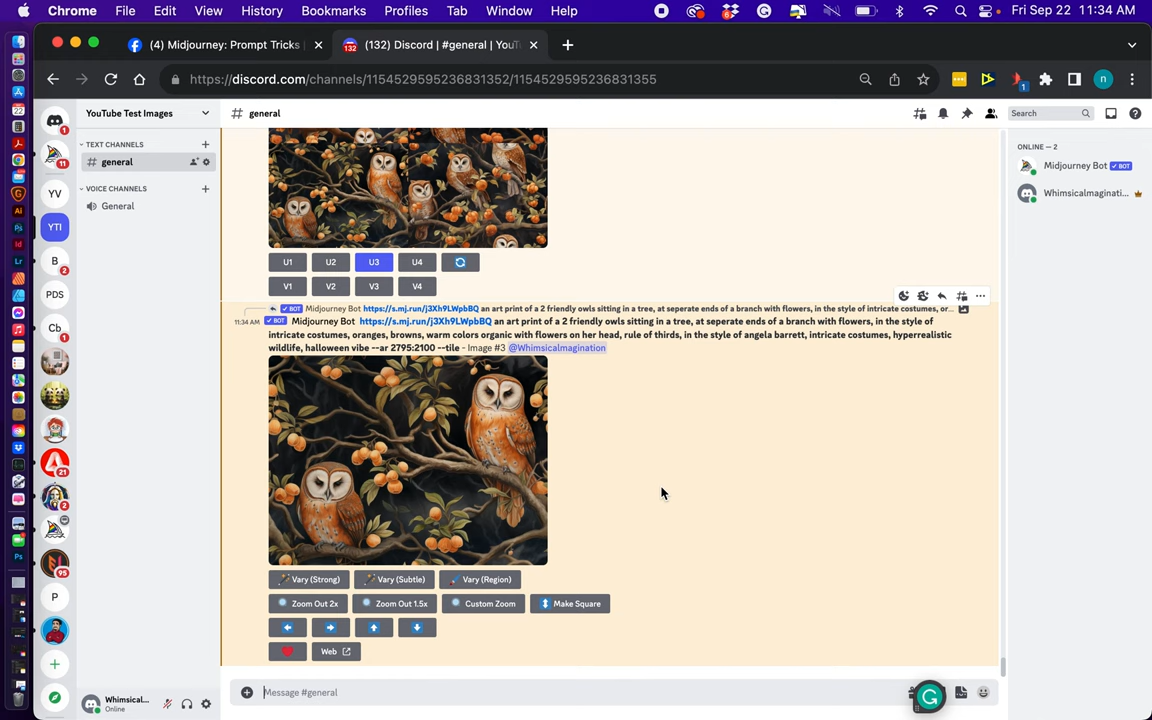 Chrome File Edit View History Bookmarks Profiles Tab Window Help Fri Sep 22 11:34 AM
(4) Midjourney: Prompt Tricks
(132) Discord | #general | YouT
https://discord.com/channels/1154529595236831352/1154529595236831355
YouTube Test Images
# general
Search
TEXT CHANNELS
# general
VOICE CHANNELS
General
ONLINE — 2
Midjourney Bot BOT
Whimsicalmaginati...
U1 U2 U3 U4
V1 V2 V3 V4
BOT Midjourney Bot https://s.mj.run/j3Xh9LWpbBQ an art print of a 2 friendly owls sitting in a tree, at seperate ends of a branch with flowers, in the style of intricate costumes, or...
11:34 AM BOT Midjourney Bot https://s.mj.run/j3Xh9LWpbBQ an art print of a 2 friendly owls sitting in a tree, at seperate ends of a branch with flowers, in the style of
intricate costumes, oranges, browns, warm colors organic with flowers on her head, rule of thirds, in the style of angela barrett, intricate costumes, hyperrealistic
wildlife, halloween vibe --ar 2795:2100 --tile - Image #3 @Whimsicalmagination
Vary (Strong) Vary (Subtle) Vary (Region)
Zoom Out 2x Zoom Out 1.5x Custom Zoom Make Square
Web
Message #general
Whimsical...
Online
YV
YTI
B
PDS
Cb
P